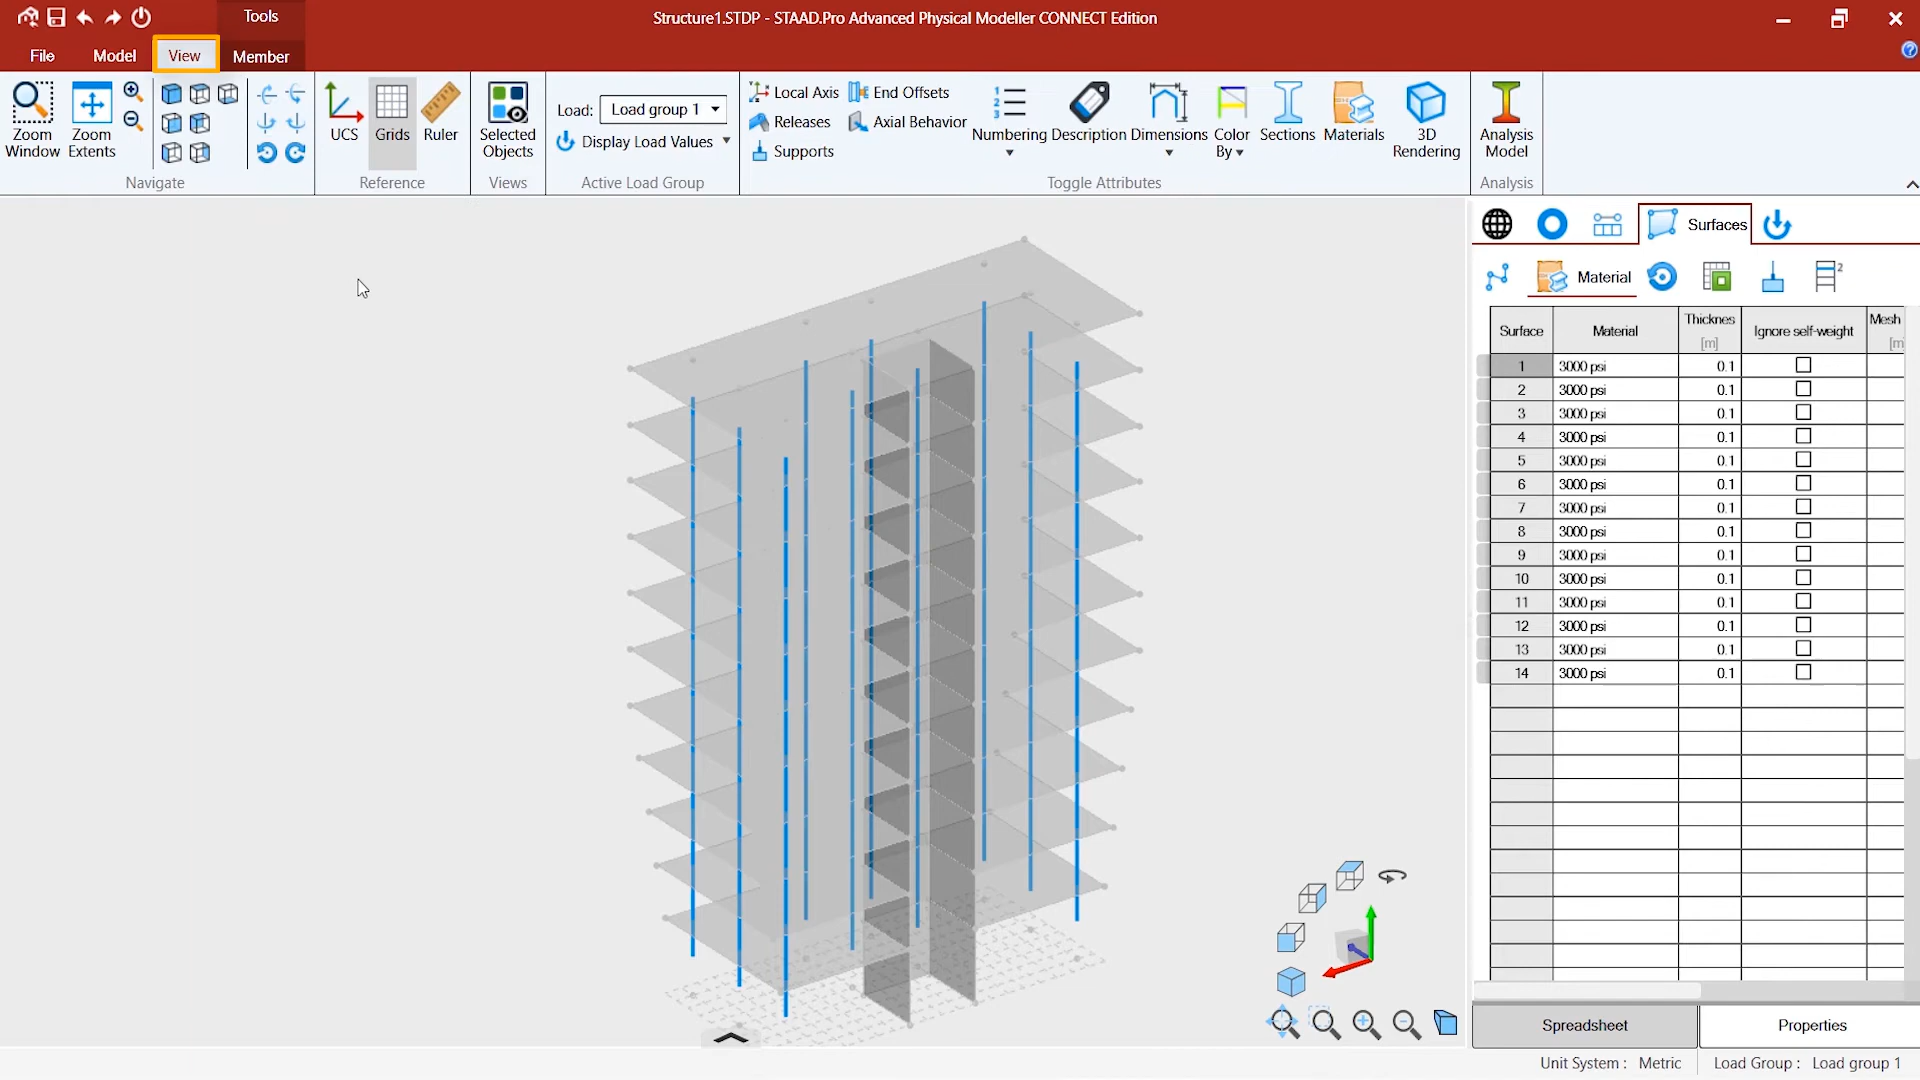 Tools
Structure1.STDP - STAAD.Pro Advanced Physical Modeller CONNECT Edition
File
Model
View
Member
Zoom Window
Zoom Extents
Navigate
UCS
Grids
Ruler
Reference
Selected Objects
Views
Load:
Load group 1
Display Load Values
Active Load Group
Local Axis
End Offsets
Releases
Axial Behavior
Supports
Numbering
Description
Dimensions
Color By
Sections
Materials
3D Rendering
Toggle Attributes
Analysis Model
Analysis
Surfaces
Material
Surface Material Thicknes [m] Ignore self-weight Mesh [m
1 3000 psi 0.1
2 3000 psi 0.1
3 3000 psi 0.1
4 3000 psi 0.1
5 3000 psi 0.1
6 3000 psi 0.1
7 3000 psi 0.1
8 3000 psi 0.1
9 3000 psi 0.1
10 3000 psi 0.1
11 3000 psi 0.1
12 3000 psi 0.1
13 3000 psi 0.1
14 3000 psi 0.1
Spreadsheet
Properties
Unit System : Metric
Load Group : Load group 1